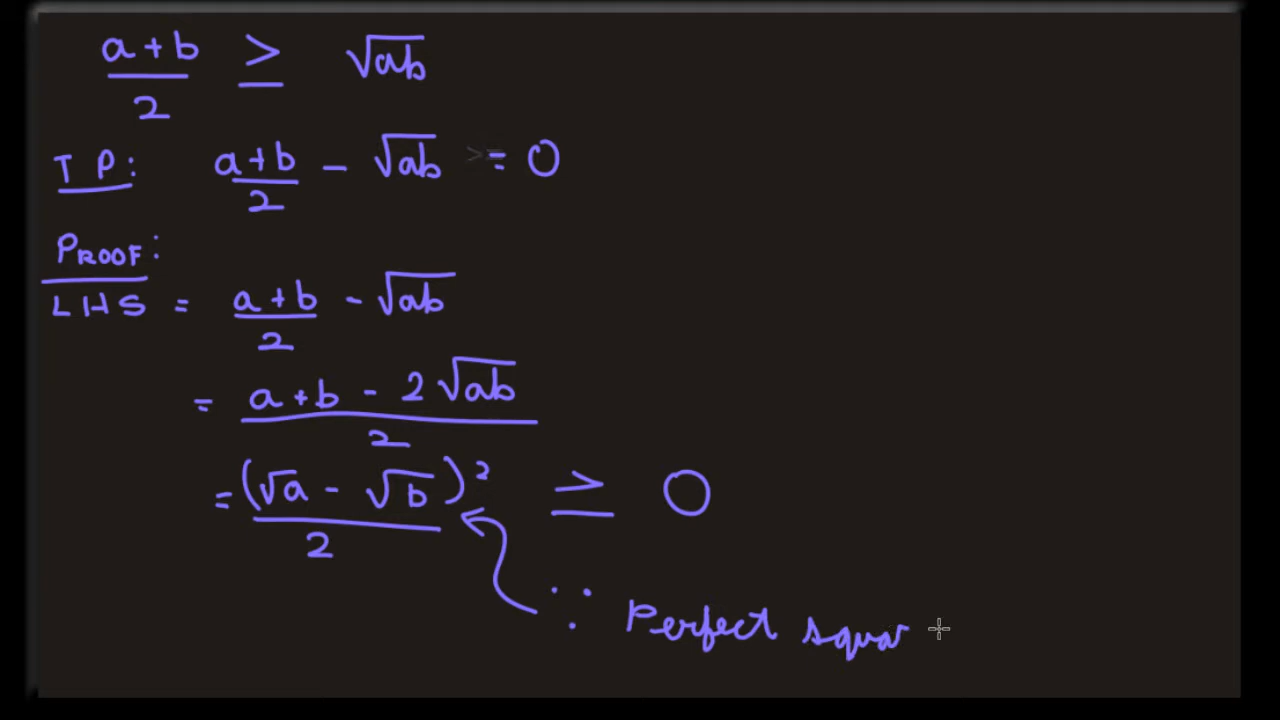 a+b/2 ≥ √ab
T P: a+b/2 − √ab >= = 0
PROOF:
LHS = a+b/2 − √ab
= a+b − 2√ab/2
= (√a − √b)²/2 ≥ 0
∵ Perfect squar